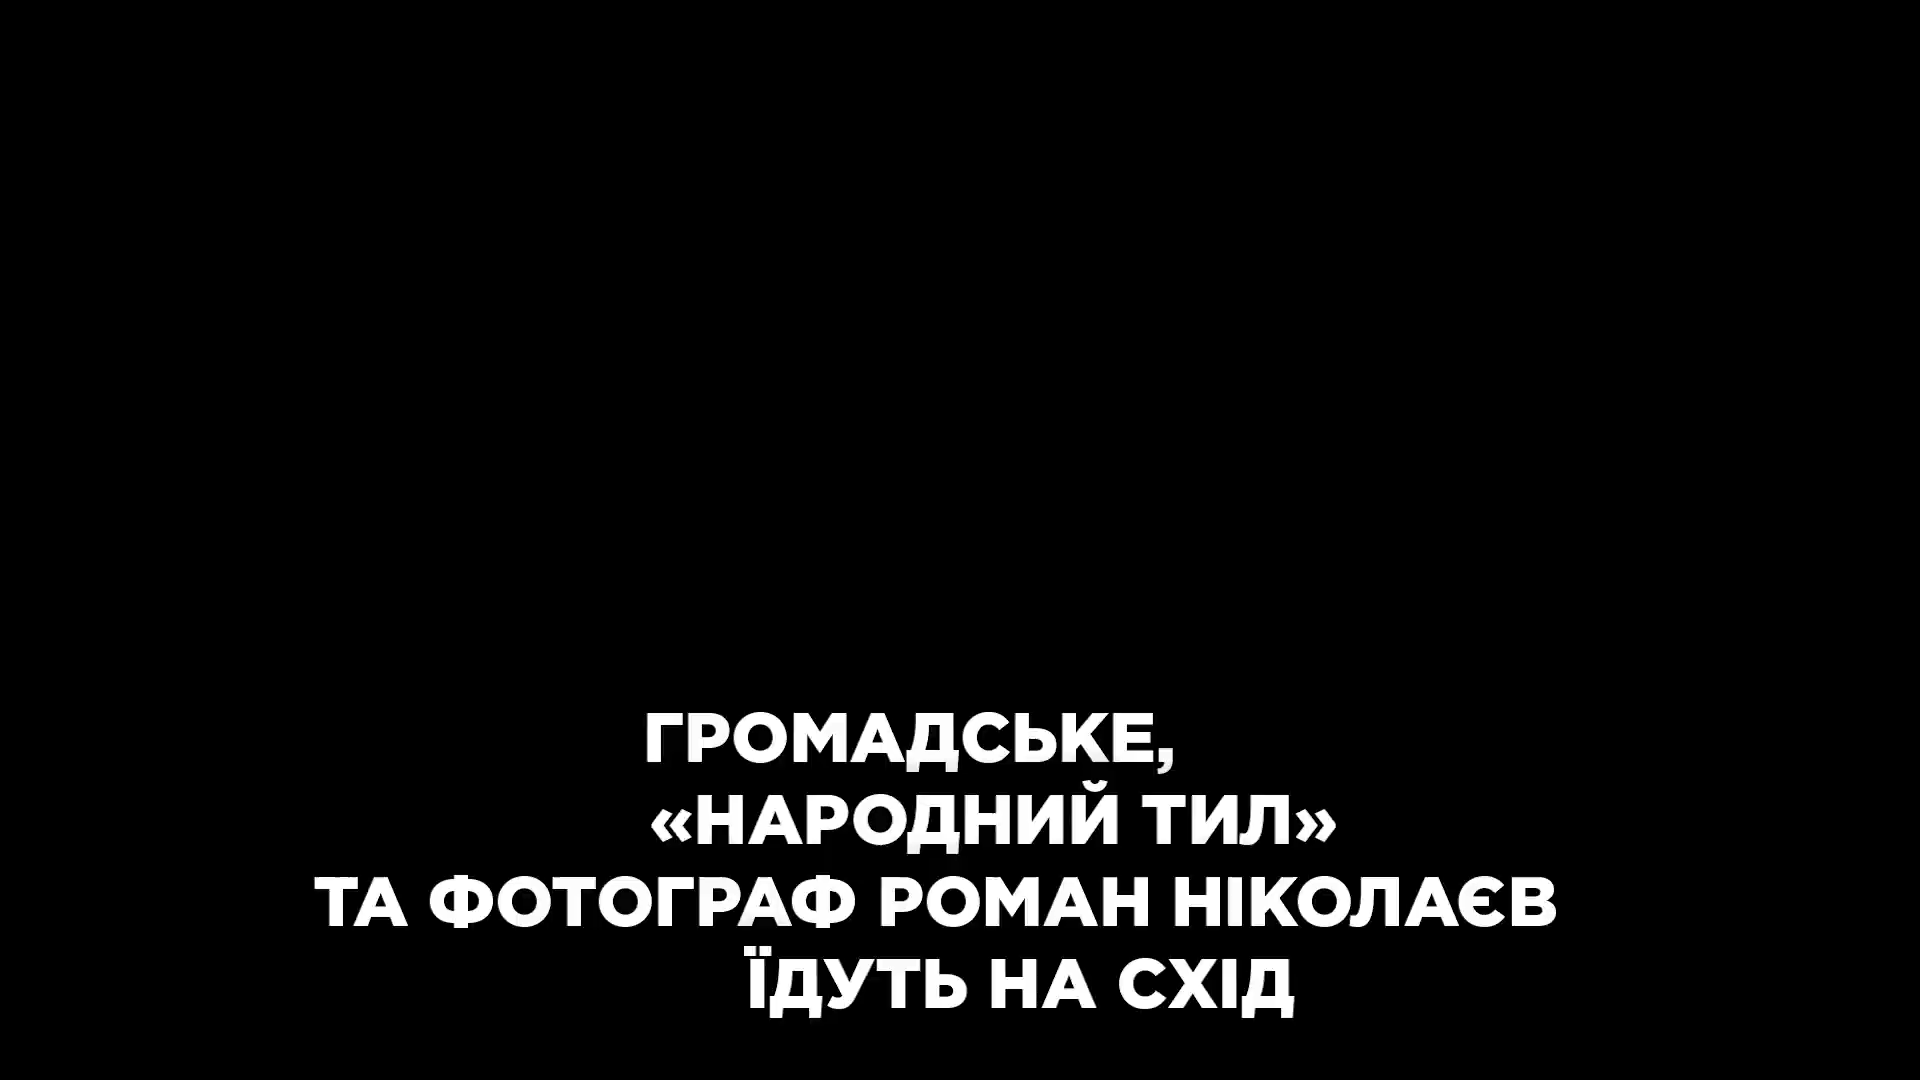 ГРОМАДСЬКЕ,
«НАРОДНИЙ ТИЛ»
ТА ФОТОГРАФ РОМАН НІКОЛАЄВ
ЇДУТЬ НА СХІД